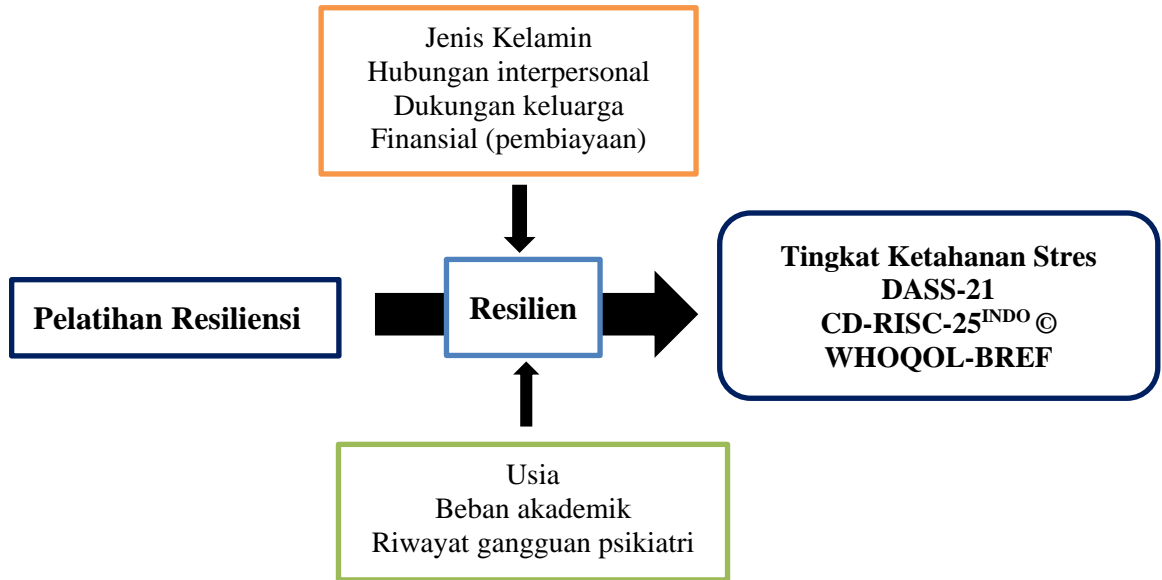 Jenis Kelamin
Hubungan interpersonal
Dukungan keluarga
Finansial (pembiayaan)
Pelatihan Resiliensi
Resilien
Tingkat Ketahanan Stres
DASS-21
CD-RISC-25INDO ©
WHOQOL-BREF
Usia
Beban akademik
Riwayat gangguan psikiatri